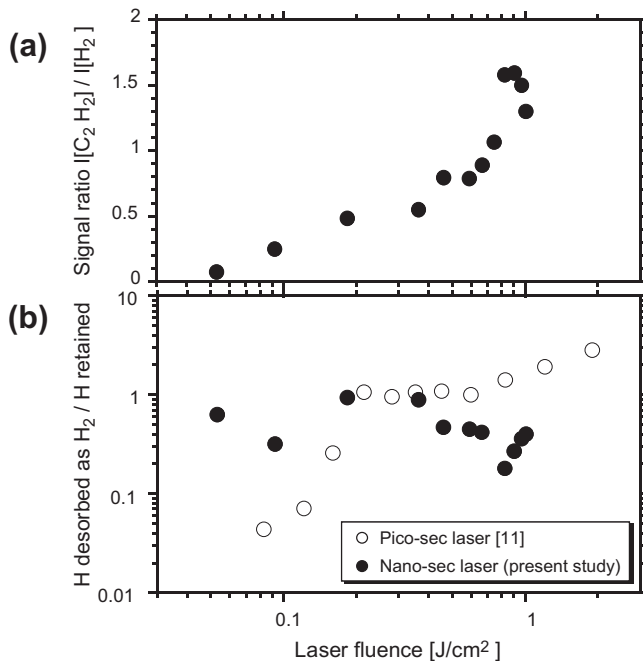 (a)
Signal ratio I[C2 H2] / I[H2 ]
2
1.5
1
0.5
0
(b)
H desorbed as H2 / H retained
10
1
0.1
0.01
Pico-sec laser [11]
Nano-sec laser (present study)
0.1
1
Laser fluence [J/cm2 ]